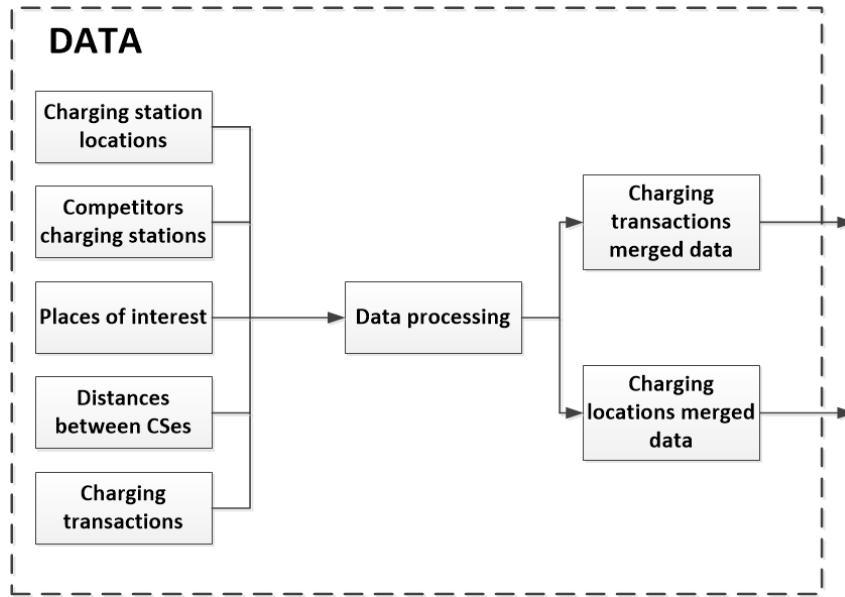 DATA
Charging station
locations
Competitors
charging stations
Places of interest
Distances
between CSes
Charging
transactions
Data processing
Charging
transactions
merged data
Charging
locations merged
data